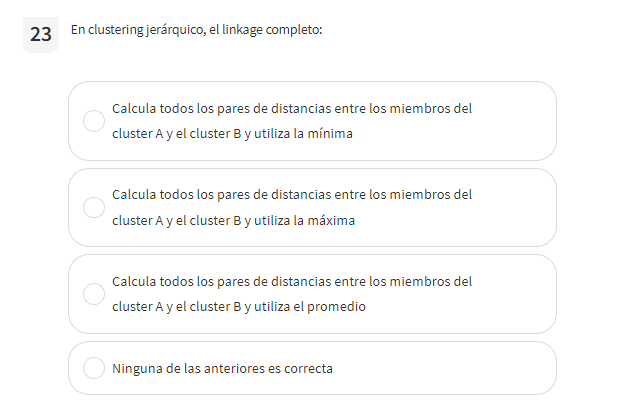 23 En clustering jerárquico, el linkage completo:
Calcula todos los pares de distancias entre los miembros del
cluster A y el cluster B y utiliza la mínima
Calcula todos los pares de distancias entre los miembros del
cluster A y el cluster B y utiliza la máxima
Calcula todos los pares de distancias entre los miembros del
cluster A y el cluster B y utiliza el promedio
Ninguna de las anteriores es correcta